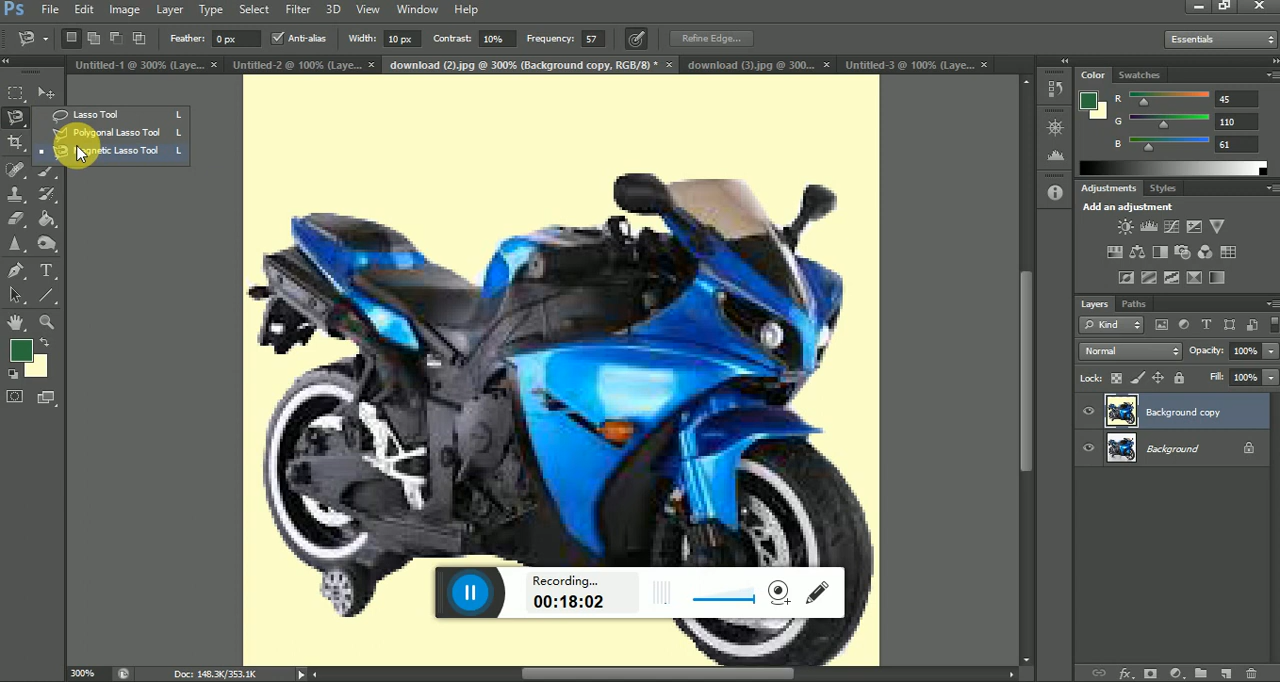 Ps File Edit Image Layer Type Select Filter 3D View Window Help
Feather: 0 px Anti-alias Width: 10 px Contrast: 10% Frequency: 57 Refine Edge... Essentials
Untitled-1 @ 300% (Laye... × Untitled-2 @ 100% (Laye... × download (2).jpg @ 300% (Background copy, RGB/8) * × download (3).jpg @ 300... × Untitled-3 @ 100% (Laye... ×
Lasso Tool L
Polygonal Lasso Tool L
Magnetic Lasso Tool L
Color Swatches
R 45
G 110
B 61
Adjustments Styles
Add an adjustment
Layers Paths
Kind
Normal Opacity: 100%
Lock: Fill: 100%
Background copy
Background
Recording...
00:18:02
300% Doc: 148.3K/353.1K